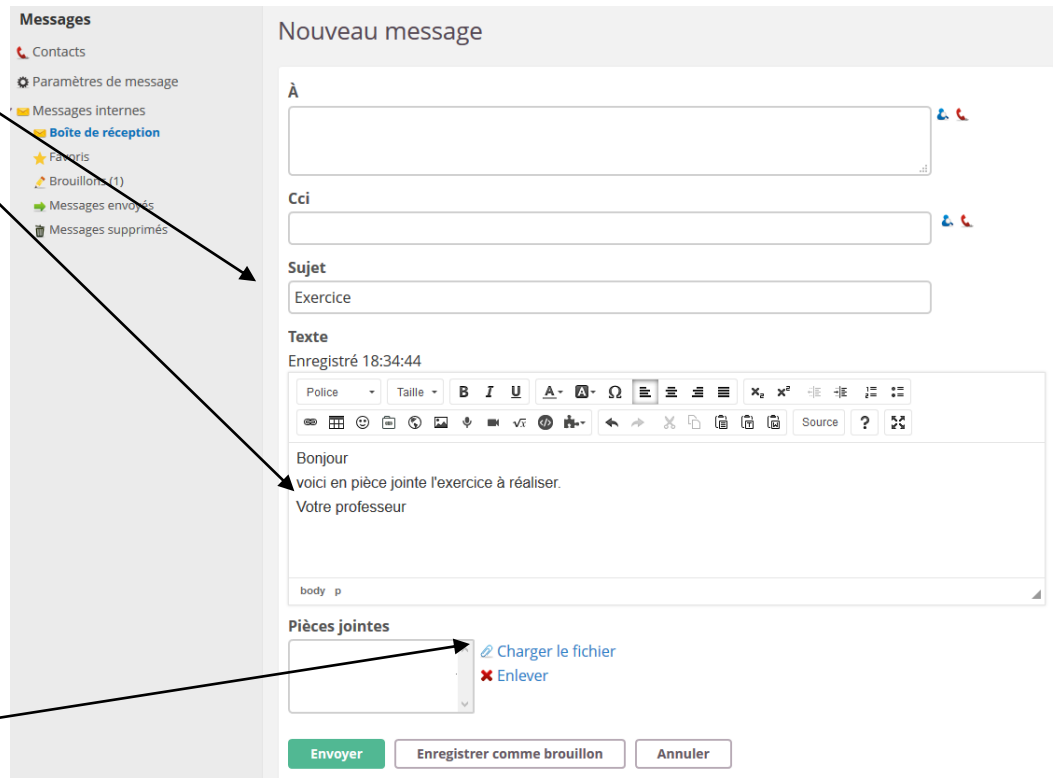 Messages
Contacts
Paramètres de message
Messages internes
Boîte de réception
Favoris
Brouillons (1)
Messages envoyés
Messages supprimés
Nouveau message
À
Cci
Sujet
Exercice
Texte
Enregistré 18:34:44
Police Taille B I U A A Ω x₂ x²
√x Source ?
Bonjour
voici en pièce jointe l'exercice à réaliser.
Votre professeur
body p
Pièces jointes
Charger le fichier
Enlever
Envoyer Enregistrer comme brouillon Annuler